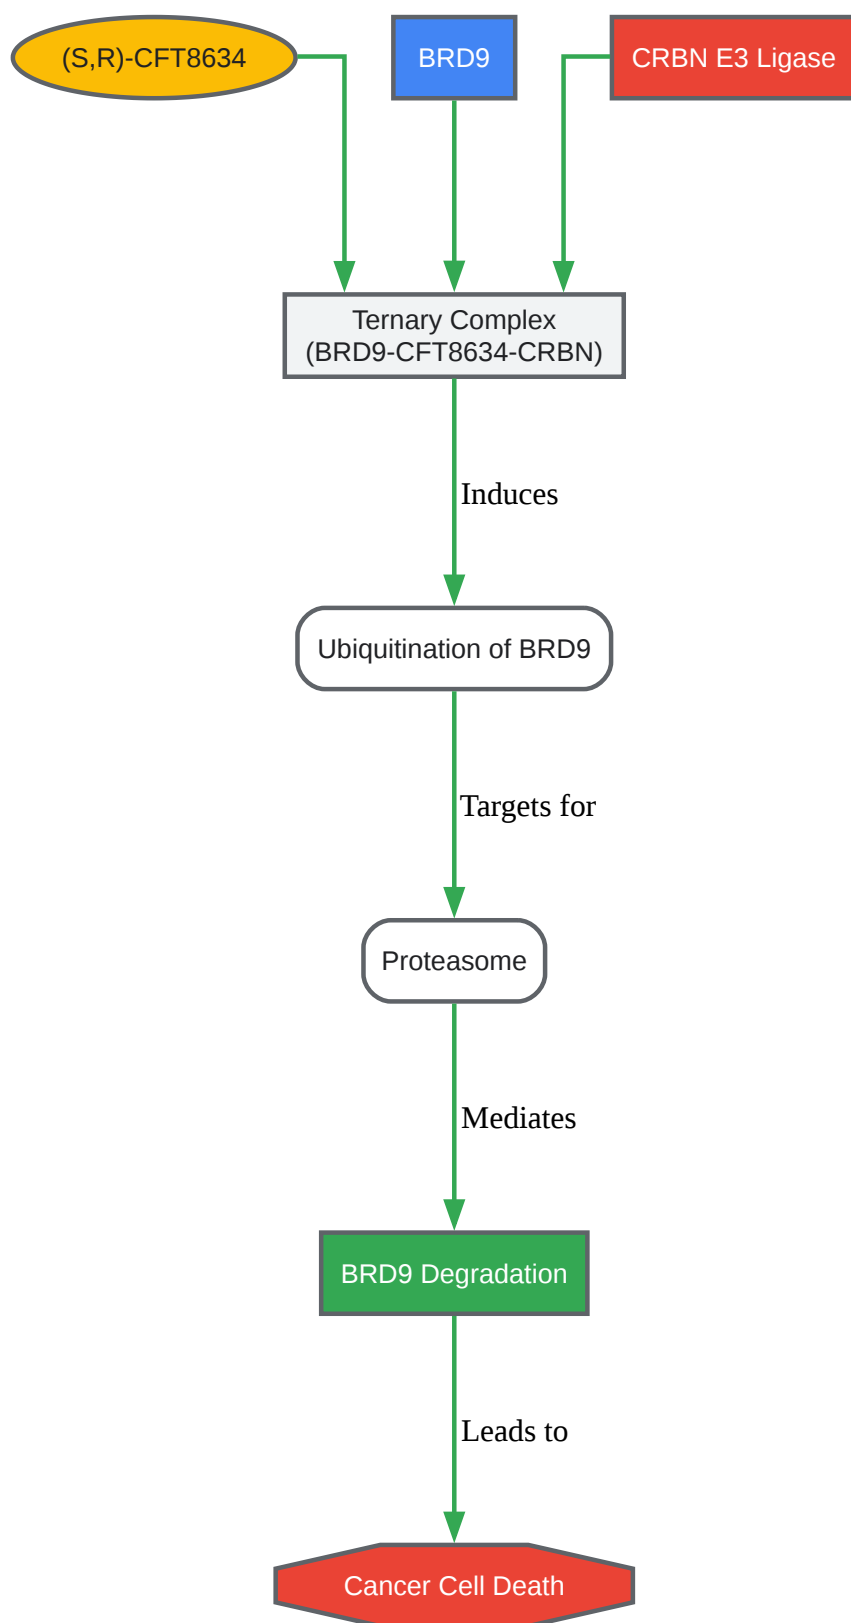 (S,R)-CFT8634
BRD9
CRBN E3 Ligase
Ternary Complex
(BRD9-CFT8634-CRBN)
Induces
Ubiquitination of BRD9
Targets for
Proteasome
Mediates
BRD9 Degradation
Leads to
Cancer Cell Death